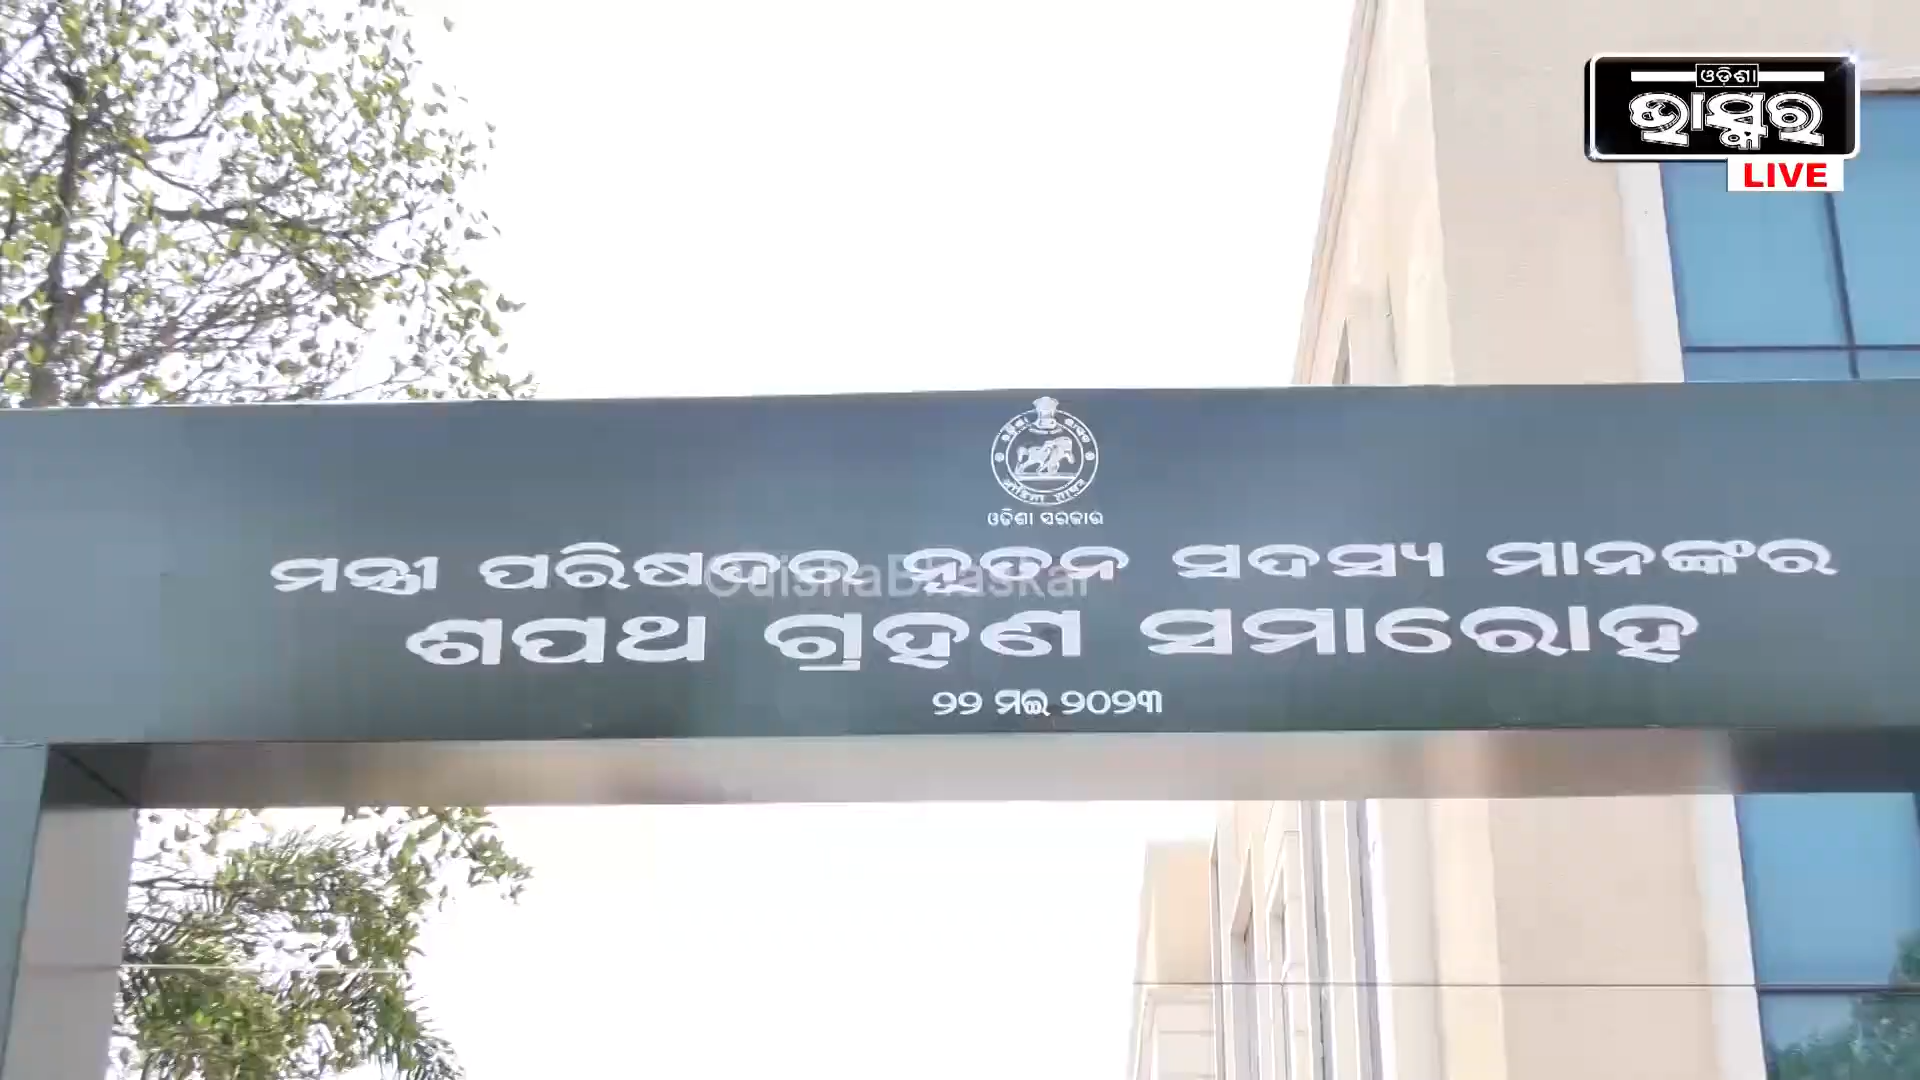 ଓଡ଼ିଶା
ଭାସ୍କର
LIVE
ଓଡିଶା ସରକାର
ମନ୍ତ୍ରୀ ପରିଷଦର ନୂତନ ସଦସ୍ୟ ମାନଙ୍କର
OdishaBhaskar
ଶପଥ ଗ୍ରହଣ ସମାରୋହ
୨୨ ମଇ ୨୦୨୩